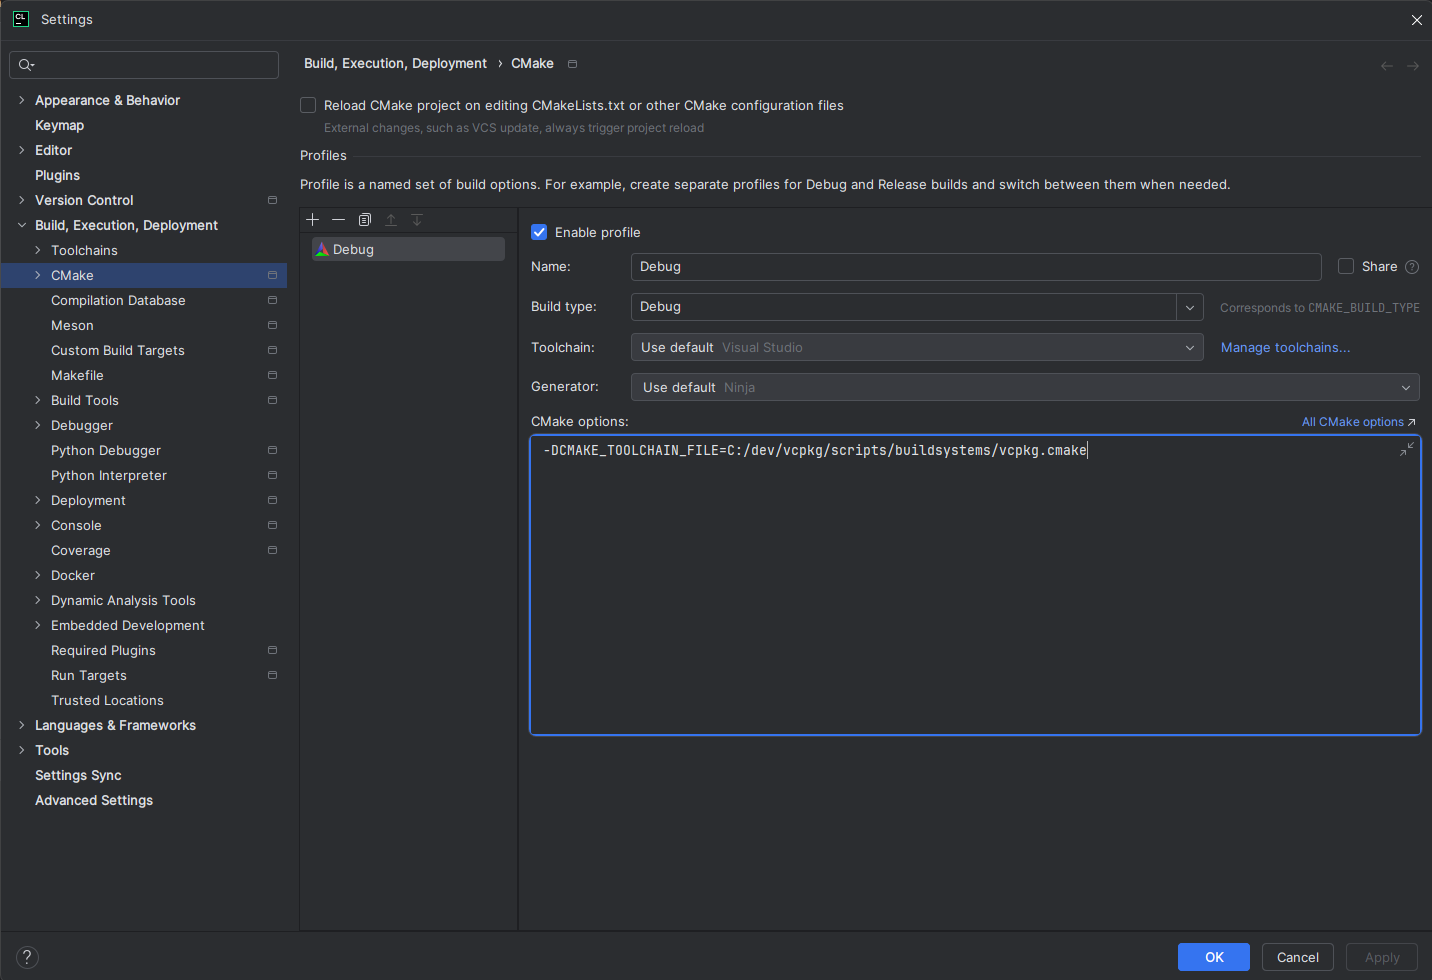 CL Settings
Build, Execution, Deployment › CMake
Appearance & Behavior
Keymap
Editor
Plugins
Version Control
Build, Execution, Deployment
Toolchains
CMake
Compilation Database
Meson
Custom Build Targets
Makefile
Build Tools
Debugger
Python Debugger
Python Interpreter
Deployment
Console
Coverage
Docker
Dynamic Analysis Tools
Embedded Development
Required Plugins
Run Targets
Trusted Locations
Languages & Frameworks
Tools
Settings Sync
Advanced Settings
Reload CMake project on editing CMakeLists.txt or other CMake configuration files
External changes, such as VCS update, always trigger project reload
Profiles
Profile is a named set of build options. For example, create separate profiles for Debug and Release builds and switch between them when needed.
Debug
Enable profile
Name: Debug Share ?
Build type: Debug Corresponds to CMAKE_BUILD_TYPE
Toolchain: Use default Visual Studio Manage toolchains...
Generator: Use default Ninja
CMake options: All CMake options
-DCMAKE_TOOLCHAIN_FILE=C:/dev/vcpkg/scripts/buildsystems/vcpkg.cmake
? OK Cancel Apply